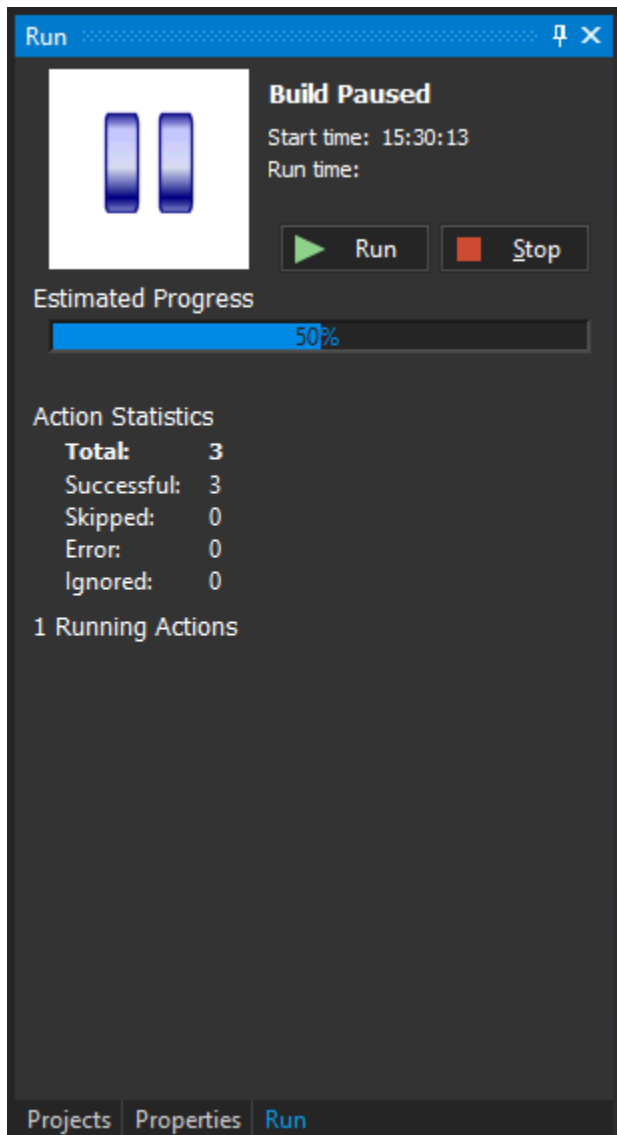 Run
Build Paused
Start time: 15:30:13
Run time:
Run Stop
Estimated Progress
50%
Action Statistics
Total: 3
Successful: 3
Skipped: 0
Error: 0
Ignored: 0
1 Running Actions
Projects Properties Run